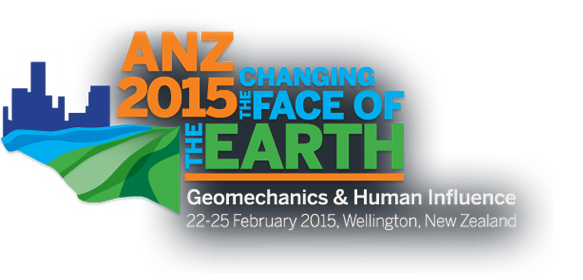 ANZ
2015
CHANGING
THE FACE OF
THE EARTH
Geomechanics & Human Influence
22-25 February 2015, Wellington, New Zealand